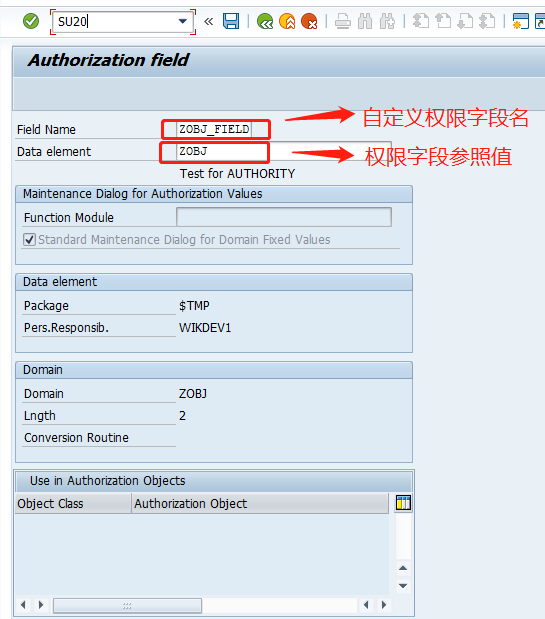 SU20
Authorization field
Field Name ZOBJ_FIELD 自定义权限字段名
Data element ZOBJ 权限字段参照值
Test for AUTHORITY
Maintenance Dialog for Authorization Values
Function Module
Standard Maintenance Dialog for Domain Fixed Values
Data element
Package $TMP
Pers.Responsib. WIKDEV1
Domain
Domain ZOBJ
Lngth 2
Conversion Routine
Use in Authorization Objects
Object Class Authorization Object